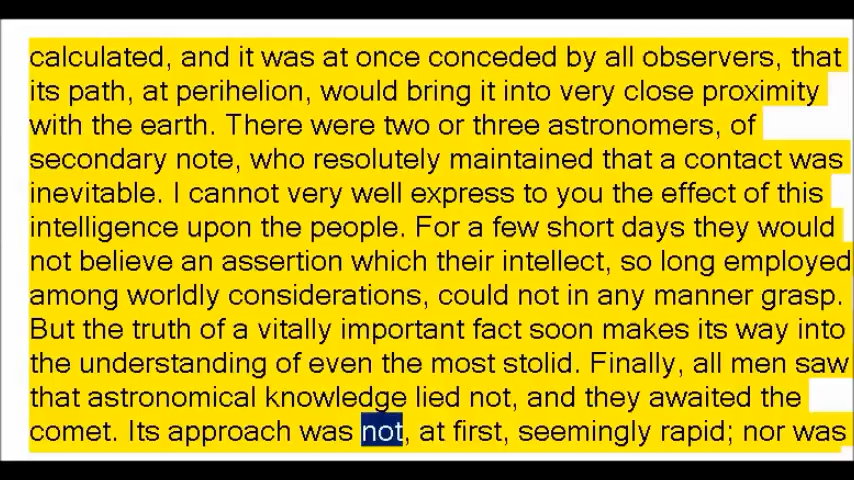 calculated, and it was at once conceded by all observers, that
its path, at perihelion, would bring it into very close proximity
with the earth. There were two or three astronomers, of
secondary note, who resolutely maintained that a contact was
inevitable. I cannot very well express to you the effect of this
intelligence upon the people. For a few short days they would
not believe an assertion which their intellect, so long employed
among worldly considerations, could not in any manner grasp.
But the truth of a vitally important fact soon makes its way into
the understanding of even the most stolid. Finally, all men saw
that astronomical knowledge lied not, and they awaited the
comet. Its approach was not, at first, seemingly rapid; nor was